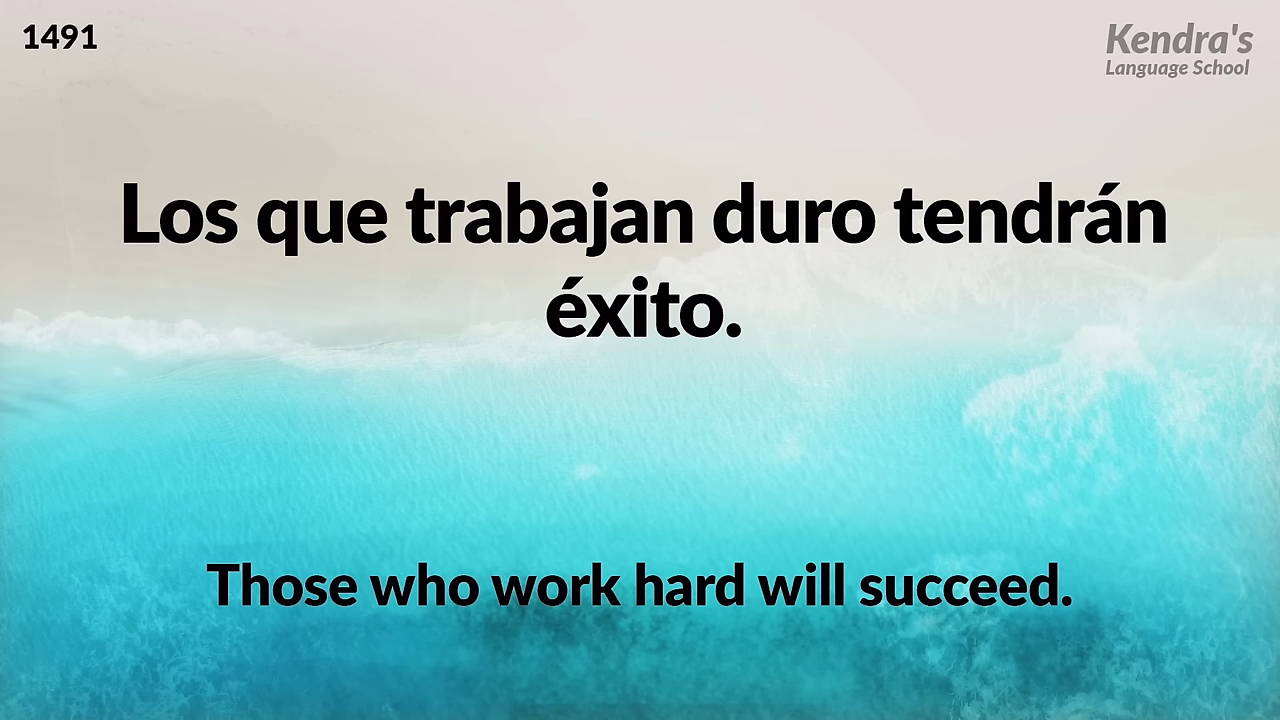 1491
Kendra's
Language School
Los que trabajan duro tendrán
éxito.
Those who work hard will succeed.